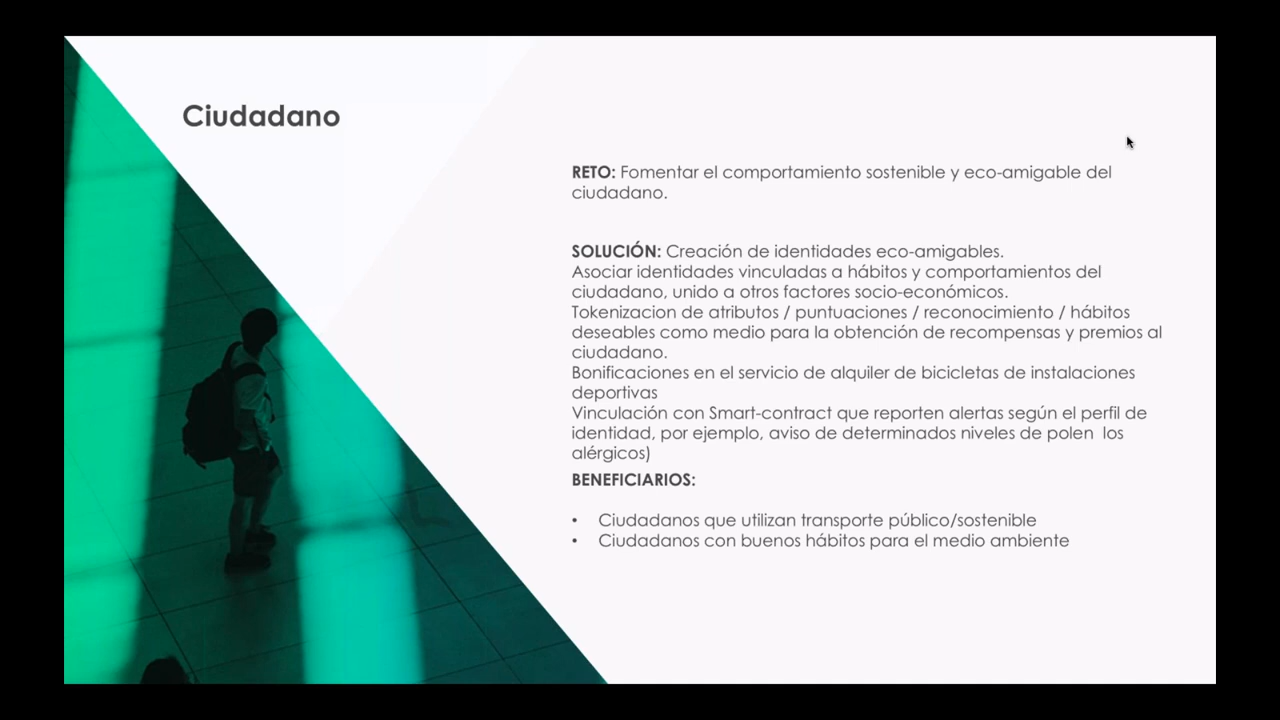 Ciudadano
RETO: Fomentar el comportamiento sostenible y eco-amigable del
ciudadano.
SOLUCIÓN: Creación de identidades eco-amigables.
Asociar identidades vinculadas a hábitos y comportamientos del
ciudadano, unido a otros factores socio-económicos.
Tokenizacion de atributos / puntuaciones / reconocimiento / hábitos
deseables como medio para la obtención de recompensas y premios al
ciudadano.
Bonificaciones en el servicio de alquiler de bicicletas de instalaciones
deportivas
Vinculación con Smart-contract que reporten alertas según el perfil de
identidad, por ejemplo, aviso de determinados niveles de polen  los
alérgicos)
BENEFICIARIOS:
• Ciudadanos que utilizan transporte público/sostenible
• Ciudadanos con buenos hábitos para el medio ambiente